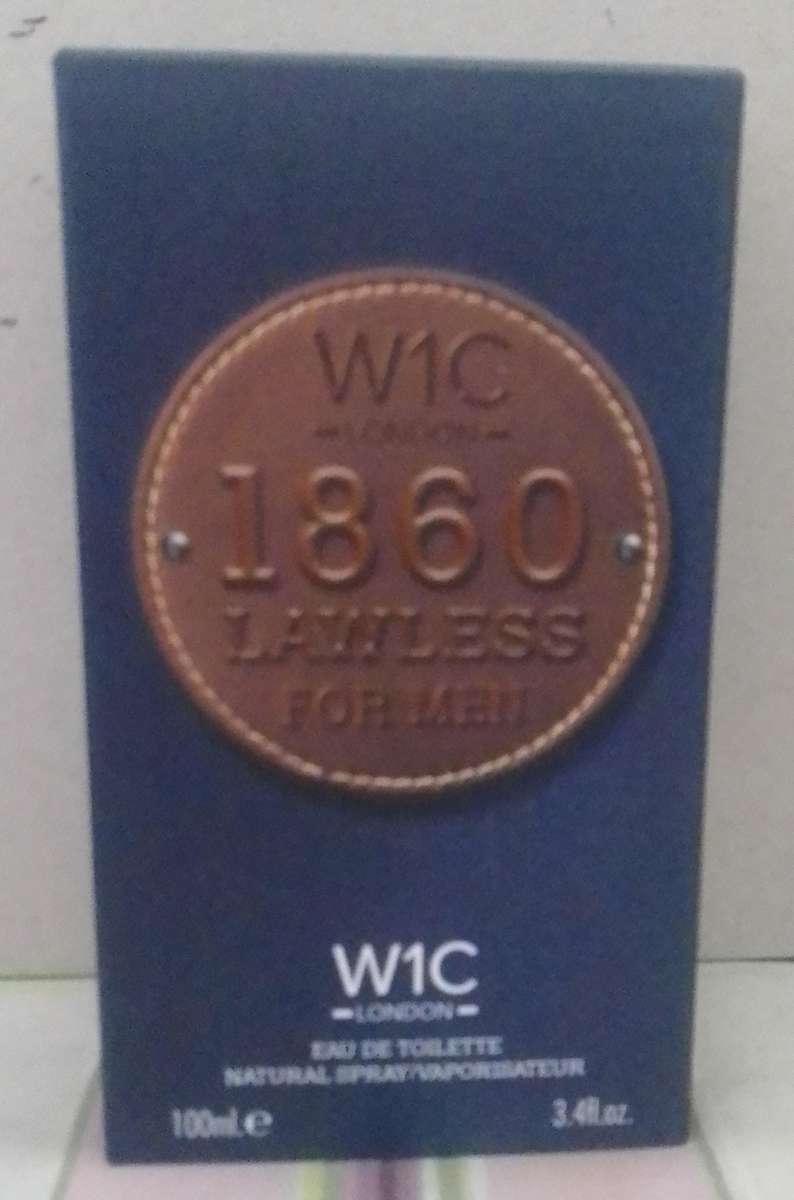 W1C
LONDON
1860
LAWLESS
FOR MEN
W1C
LONDON
EAU DE TOILETTE
NATURAL SPRAY/VAPORISATEUR
100ml.e
3.4fl.oz.